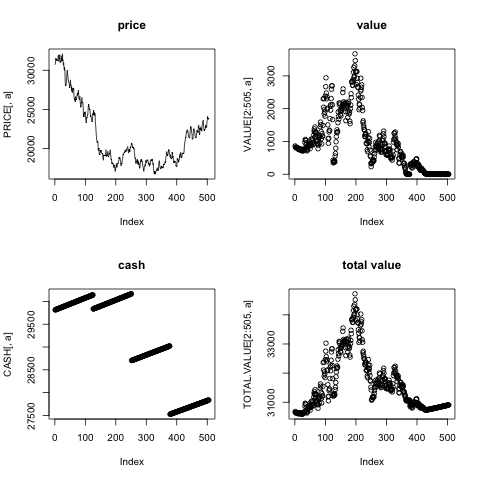 price
PRICE[, a]
20000 25000 30000
0 100 200 300 400 500
Index
value
VALUE[2:505, a]
0 1000 2000 3000
0 100 200 300 400 500
Index
cash
CASH[, a]
27500 28500 29500
0 100 200 300 400 500
Index
total value
TOTAL.VALUE[2:505, a]
31000 33000
0 100 200 300 400 500
Index